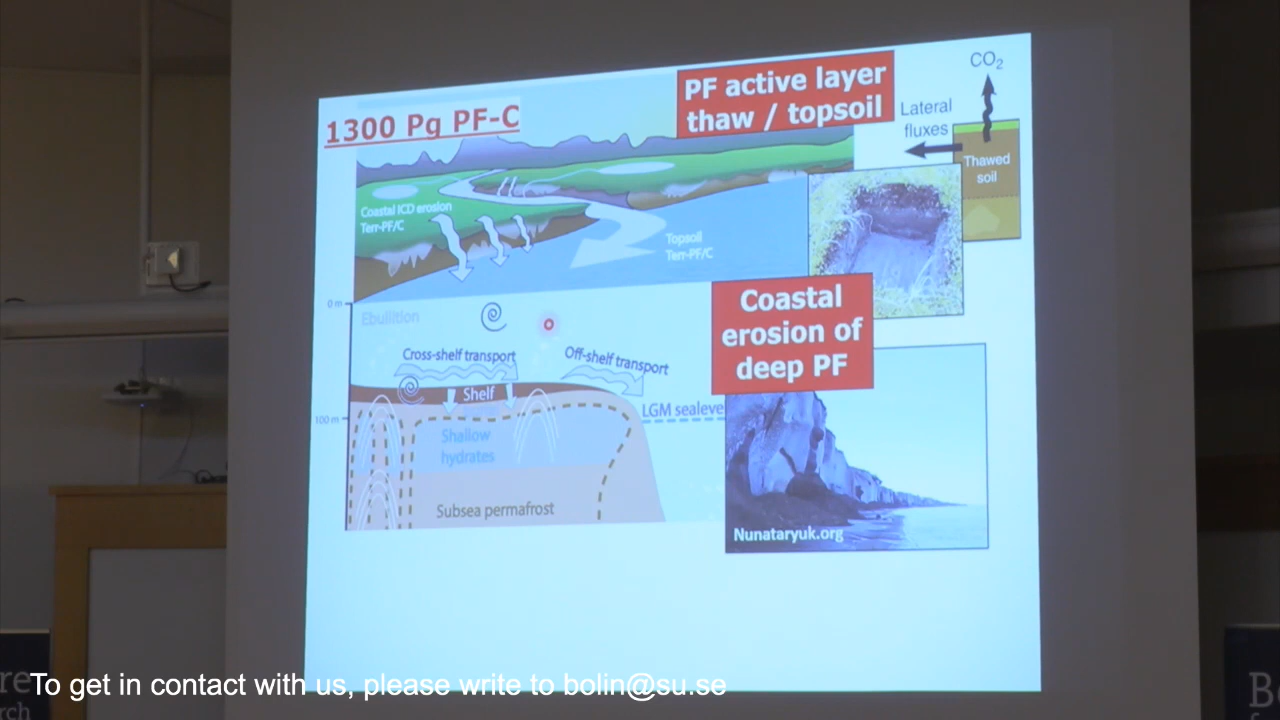 1300 Pg PF-C
PF active layer
thaw / topsoil
CO2
Lateral
fluxes
Thawed
soil
Coastal ICD erosion
Terr-PF/C
Topsoil
Terr-PF/C
0 m
Ebullition
Coastal
erosion of
deep PF
Cross-shelf transport
Off-shelf transport
Shelf
100 m
LGM sealeve
Shallow
hydrates
Subsea permafrost
Nunataryuk.org
re
rch
To get in contact with us, please write to bolin@su.se
B